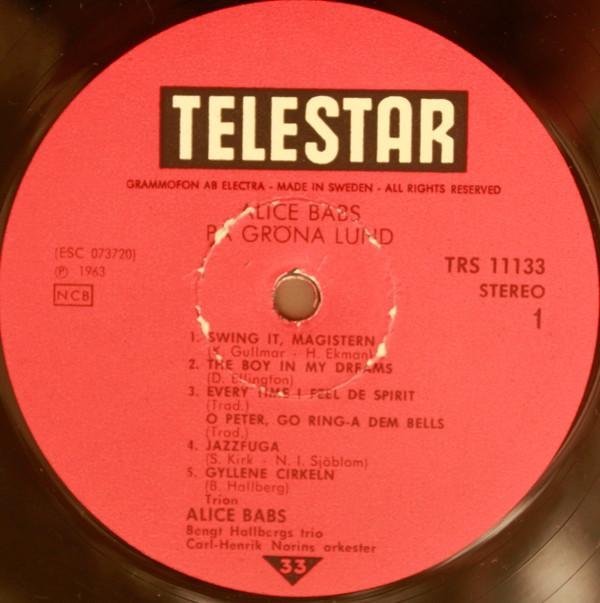 TELESTAR
GRAMMOFON AB ELECTRA - MADE IN SWEDEN - ALL RIGHTS RESERVED
ALICE BABS
PÅ GRÖNA LUND
(ESC 073720)
Ⓟ 1963
NCB
TRS 11133
STEREO
1
1. SWING IT, MAGISTERN
(K. Gullmar - H. Ekman)
2. THE BOY IN MY DREAMS
(D. Ellington)
3. EVERY TIME I FEEL DE SPIRIT
(Trad.)
O PETER, GO RING-A DEM BELLS
(Trad.)
4. JAZZFUGA
(S. Kirk - N. I. Sjöblom)
5. GYLLENE CIRKELN
(B. Hallberg)
Trion
ALICE BABS
Bengt Hallbergs trio
Carl-Henrik Norins orkester
33